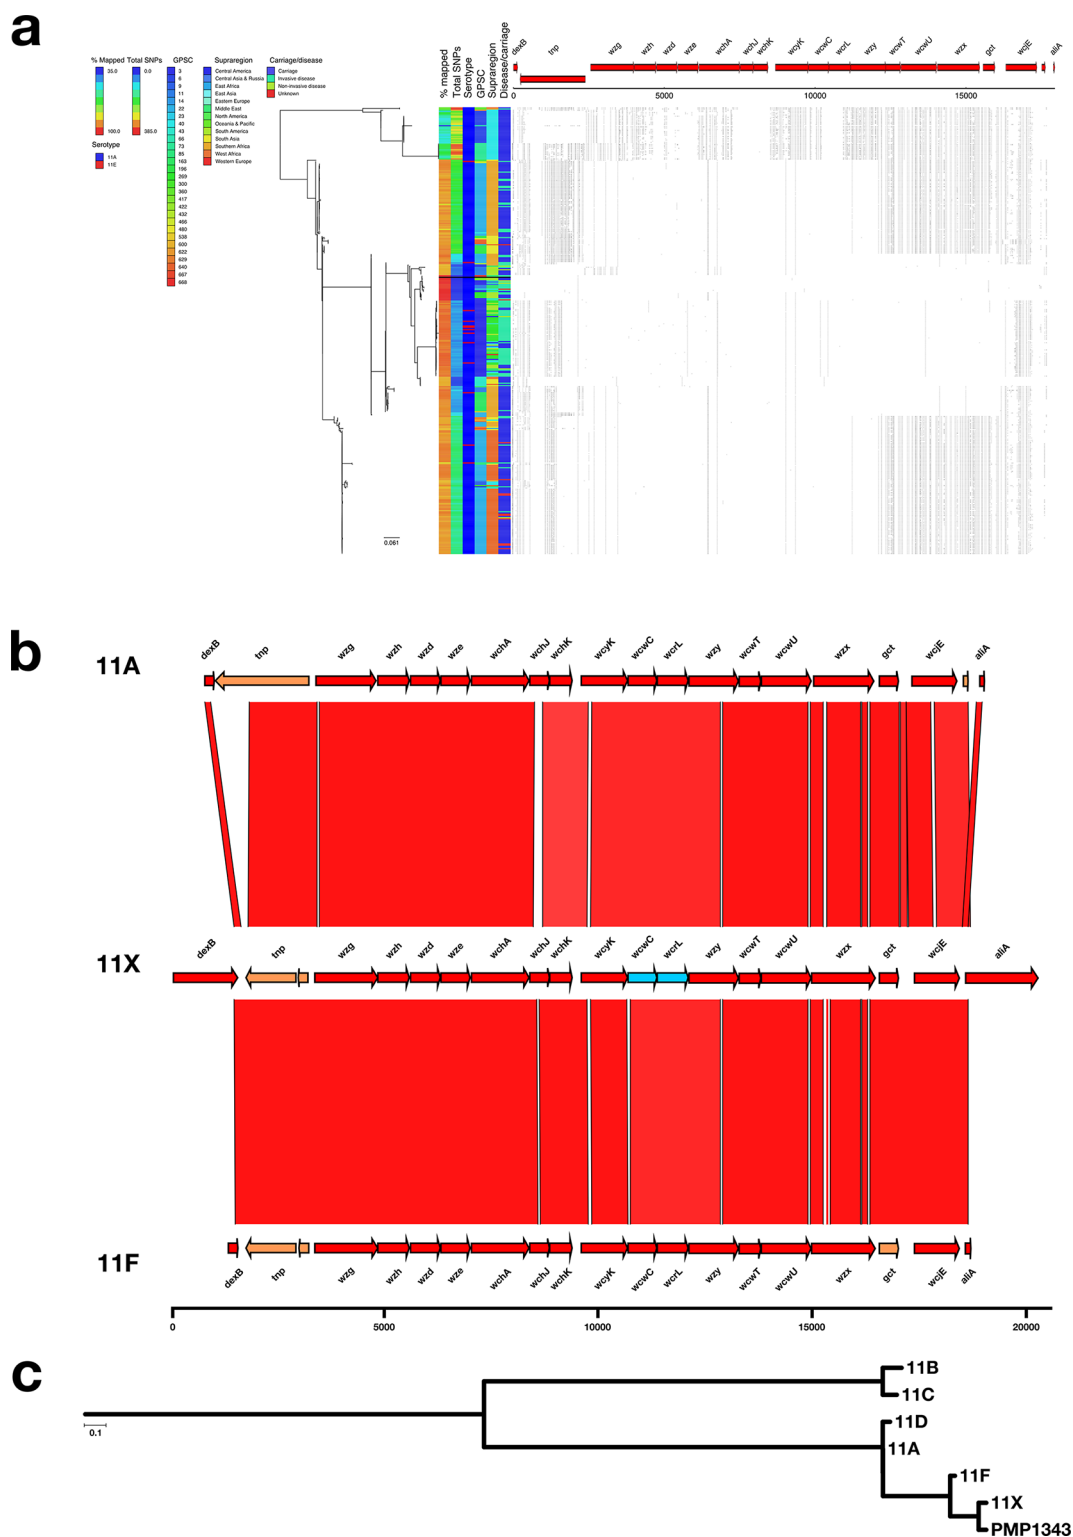 a
% Mapped Total SNPs GPSC Supraregion Carriage/disease
35.0 0.0
100.0 385.0
Serotype
11A
11E
3
6
9
11
14
22
23
40
43
66
73
85
163
196
269
300
360
417
422
432
466
480
538
600
622
629
640
667
668
Central America
Central Asia & Russia
East Africa
East Asia
Eastern Europe
Middle East
North America
Oceania & Pacific
South America
South Asia
Southern Africa
West Africa
Western Europe
Carriage
Invasive disease
Non-invasive disease
Unknown
% mapped
Total SNPs
Serotype
GPSC
Supraregion
Disease/carriage
dexB tnp wzg wzh wzd wze wchA wchJ wchK wcyK wcwC wcrL wzy wcwT wcwU wzx gct wcjE aliA
0 5000 10000 15000
0.061
b
11A
dexB tnp wzg wzh wzd wze wchA wchJ wchK wcyK wcwC wcrL wzy wcwT wcwU wzx gct wcjE aliA
11X
dexB tnp wzg wzh wzd wze wchA wchJ wchK wcyK wcwC wcrL wzy wcwT wcwU wzx gct wcjE aliA
11F
dexB tnp wzg wzh wzd wze wchA wchJ wchK wcyK wcwC wcrL wzy wcwT wcwU wzx gct wcjE aliA
0 5000 10000 15000 20000
c
11B
11C
11D
11A
11F
11X
PMP1343
0.1